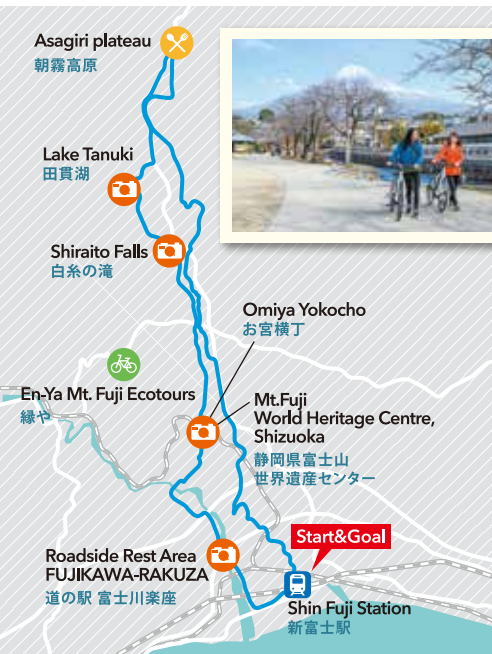 Asagiri plateau
朝霧高原
Lake Tanuki
田貫湖
Shiraito Falls
白糸の滝
Omiya Yokocho
お宮横丁
En-Ya Mt. Fuji Ecotours
縁や
Mt.Fuji
World Heritage Centre,
Shizuoka
静岡県富士山
世界遺産センター
Start&Goal
Roadside Rest Area
FUJIKAWA-RAKUZA
道の駅 富士川楽座
Shin Fuji Station
新富士駅